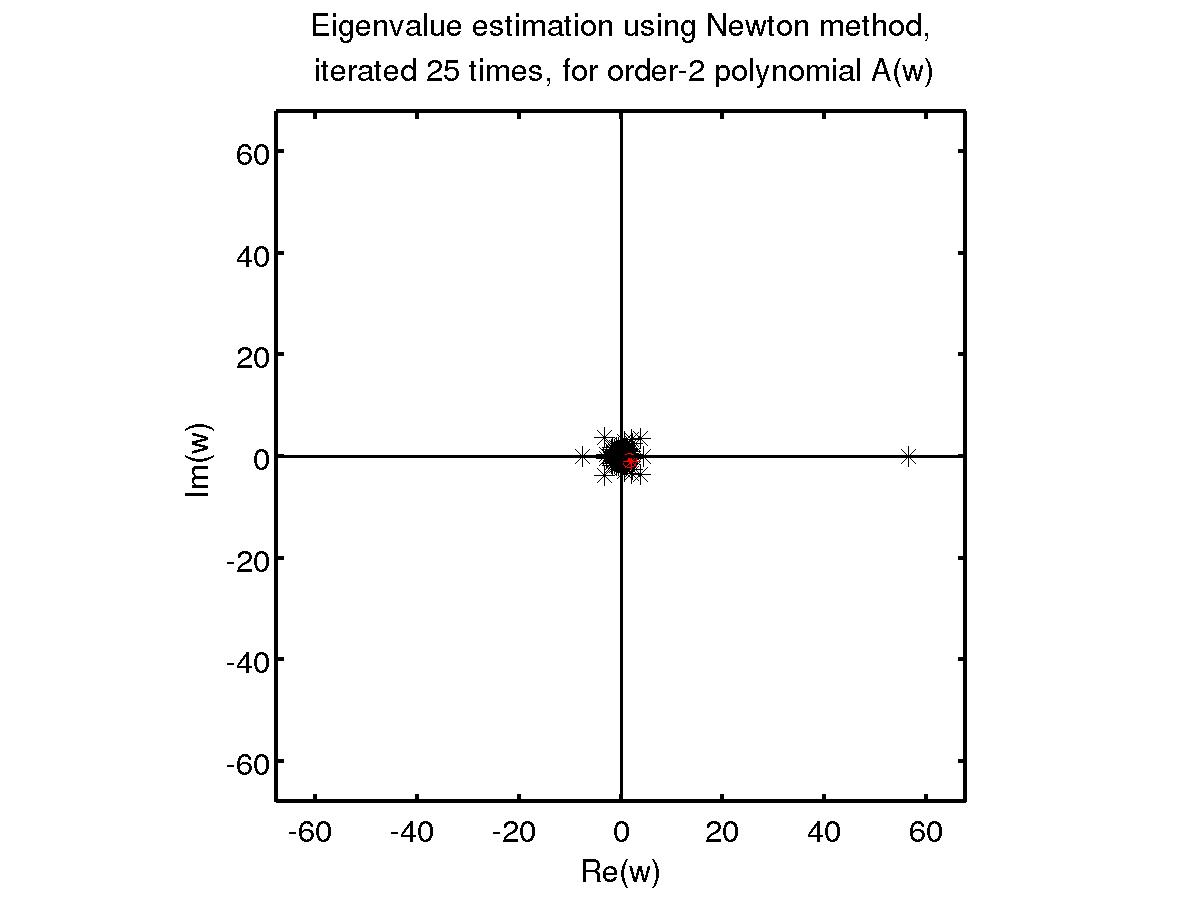 Eigenvalue estimation using Newton method,
iterated 25 times, for order-2 polynomial A(w)
60
40
20
0
-20
-40
-60
Im(w)
-60 -40 -20 0 20 40 60
Re(w)